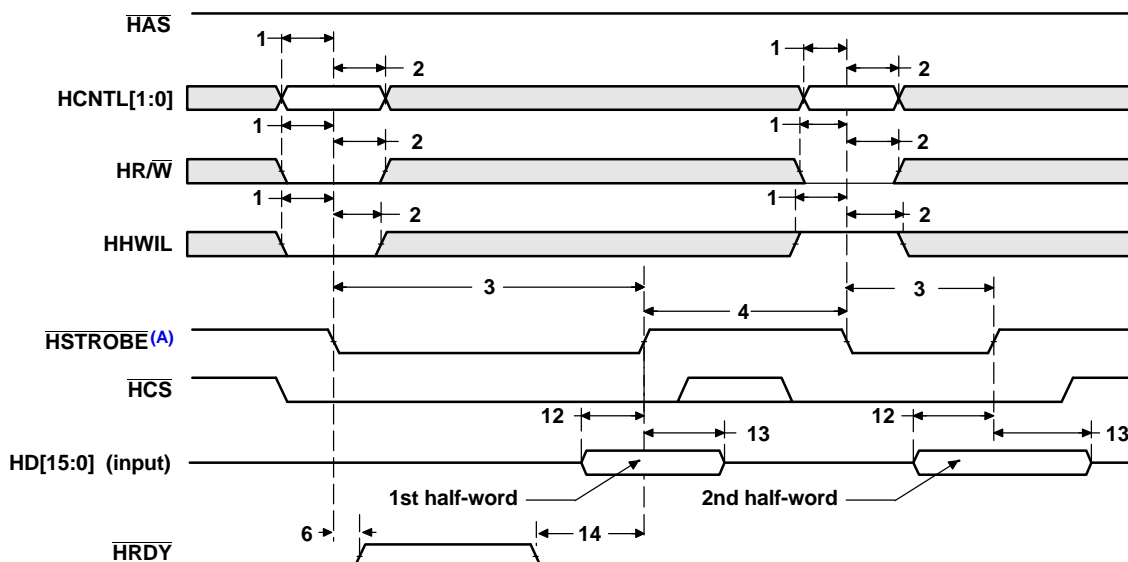 HAS
1
1
2
2
HCNTL[1:0]
1
1
2
2
HR/W
1
1
2
2
HHWIL
3
3
4
HSTROBE(A)
HCS
12
12
13
13
HD[15:0] (input)
1st half-word
2nd half-word
6
14
HRDY